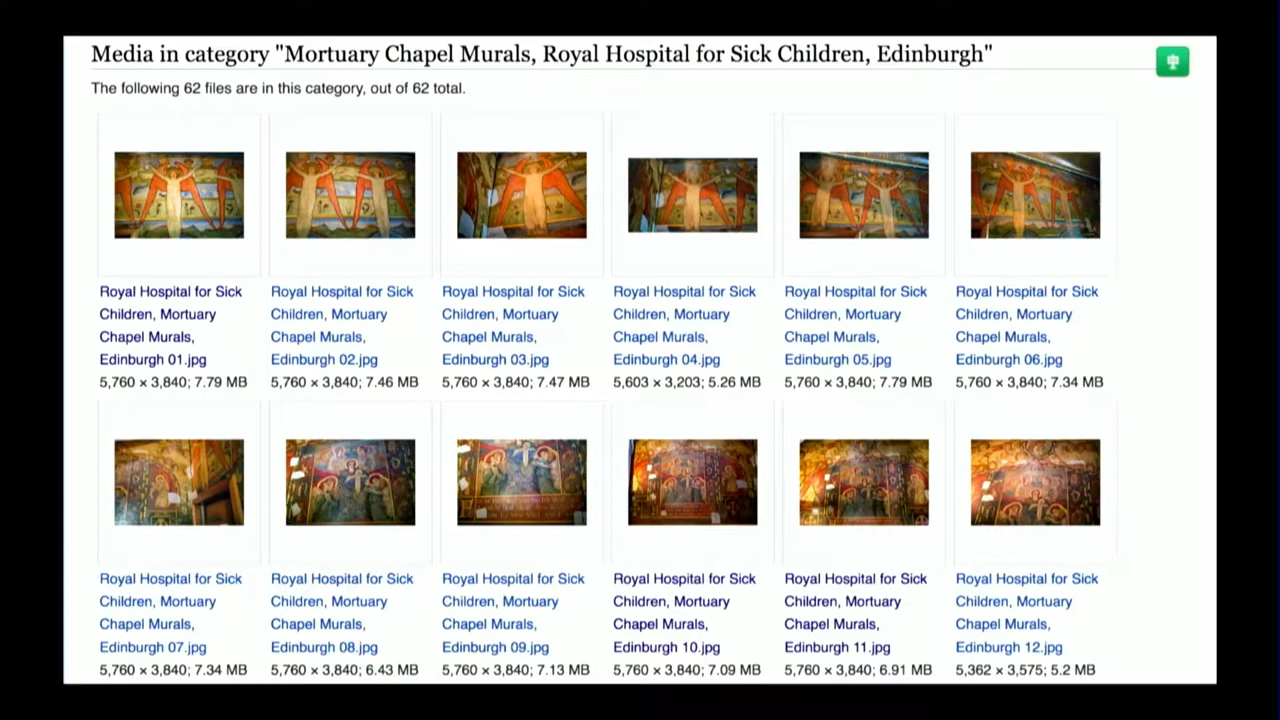 Media in category "Mortuary Chapel Murals, Royal Hospital for Sick Children, Edinburgh"
The following 62 files are in this category, out of 62 total.
Royal Hospital for Sick
Children, Mortuary
Chapel Murals,
Edinburgh 01.jpg
5,760 × 3,840; 7.79 MB
Royal Hospital for Sick
Children, Mortuary
Chapel Murals,
Edinburgh 02.jpg
5,760 × 3,840; 7.46 MB
Royal Hospital for Sick
Children, Mortuary
Chapel Murals,
Edinburgh 03.jpg
5,760 × 3,840; 7.47 MB
Royal Hospital for Sick
Children, Mortuary
Chapel Murals,
Edinburgh 04.jpg
5,603 × 3,203; 5.26 MB
Royal Hospital for Sick
Children, Mortuary
Chapel Murals,
Edinburgh 05.jpg
5,760 × 3,840; 7.79 MB
Royal Hospital for Sick
Children, Mortuary
Chapel Murals,
Edinburgh 06.jpg
5,760 × 3,840; 7.34 MB
Royal Hospital for Sick
Children, Mortuary
Chapel Murals,
Edinburgh 07.jpg
5,760 × 3,840; 7.34 MB
Royal Hospital for Sick
Children, Mortuary
Chapel Murals,
Edinburgh 08.jpg
5,760 × 3,840; 6.43 MB
Royal Hospital for Sick
Children, Mortuary
Chapel Murals,
Edinburgh 09.jpg
5,760 × 3,840; 7.13 MB
Royal Hospital for Sick
Children, Mortuary
Chapel Murals,
Edinburgh 10.jpg
5,760 × 3,840; 7.09 MB
Royal Hospital for Sick
Children, Mortuary
Chapel Murals,
Edinburgh 11.jpg
5,760 × 3,840; 6.91 MB
Royal Hospital for Sick
Children, Mortuary
Chapel Murals,
Edinburgh 12.jpg
5,362 × 3,575; 5.2 MB